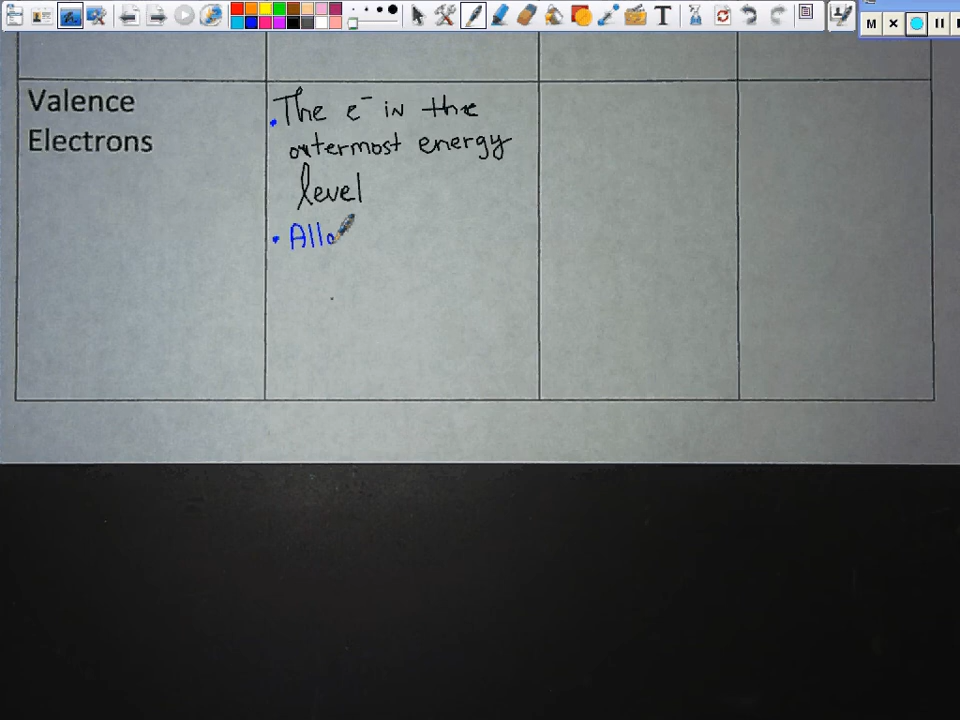 M
T
Valence
Electrons
• The e⁻ in the
outermost energy
level
• Allo